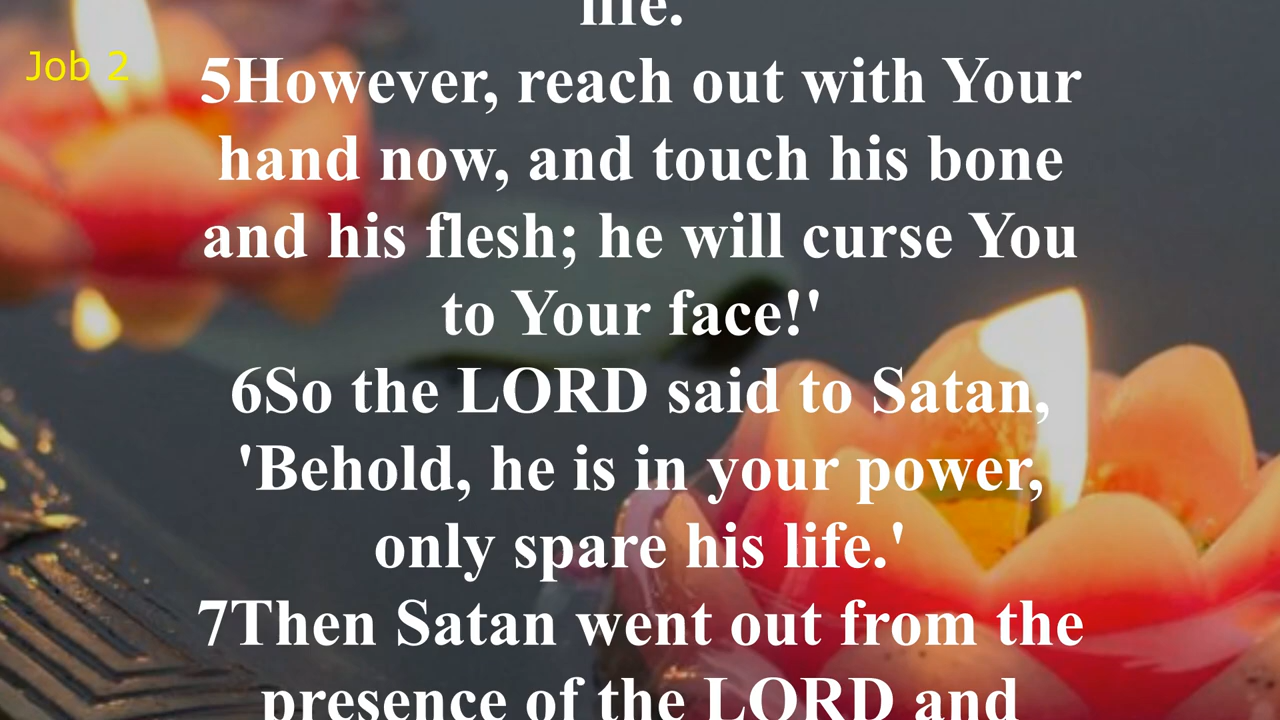 life.
Job 2
5However, reach out with Your
hand now, and touch his bone
and his flesh; he will curse You
to Your face!'
6So the LORD said to Satan,
'Behold, he is in your power,
only spare his life.'
7Then Satan went out from the
presence of the LORD and